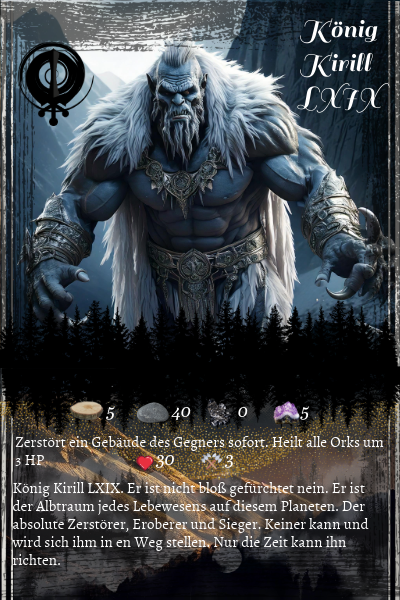 König
Kirill
LXIX
5 40 0 5
Zerstört ein Gebäude des Gegners sofort. Heilt alle Orks um
3 HP 30 3
König Kirill LXIX. Er ist nicht bloß gefürchtet nein. Er ist
der Albtraum jedes Lebewesens auf diesem Planeten. Der
absolute Zerstörer, Eroberer und Sieger. Keiner kann und
wird sich ihm in en Weg stellen. Nur die Zeit kann ihn
richten.